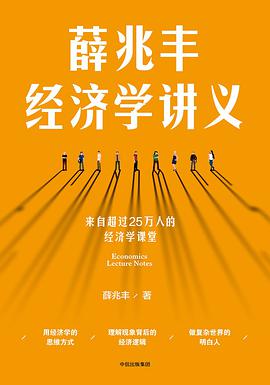 薛兆丰
经济学讲义
来自超过25万人的
经济学课堂
Economics
Lecture Notes
薛兆丰 / 著
用经济学的
思维方式
理解现象背后的
经济逻辑
做复杂世界的
明白人
中信出版集团